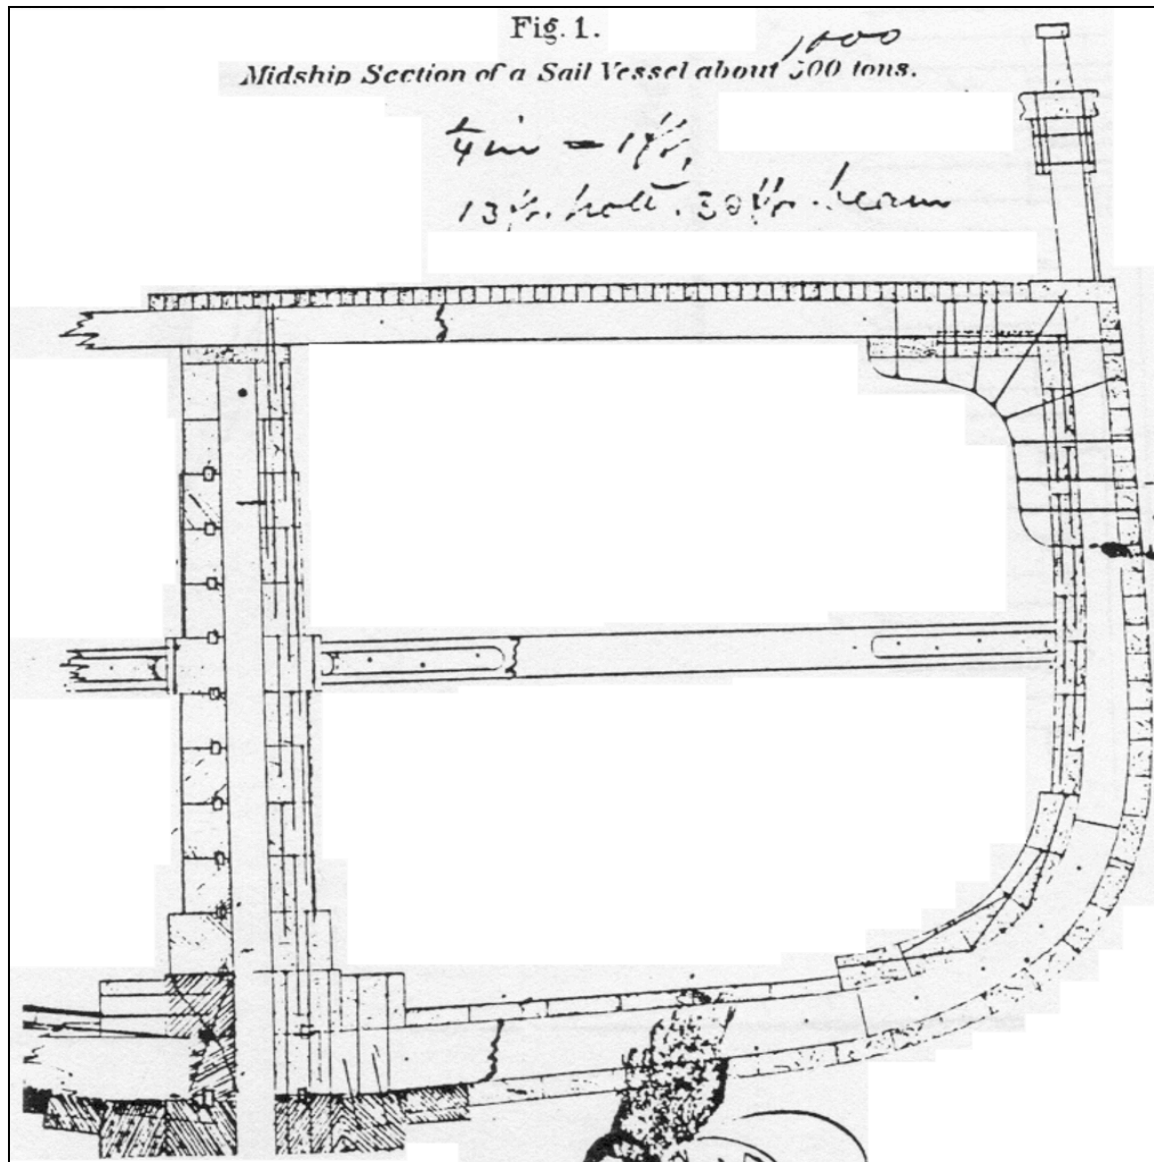 Fig. 1.
1000
Midship Section of a Sail Vessel about 500 tons.
¼ in = 1 ft,
13 ft. hold. 30 ft. beam